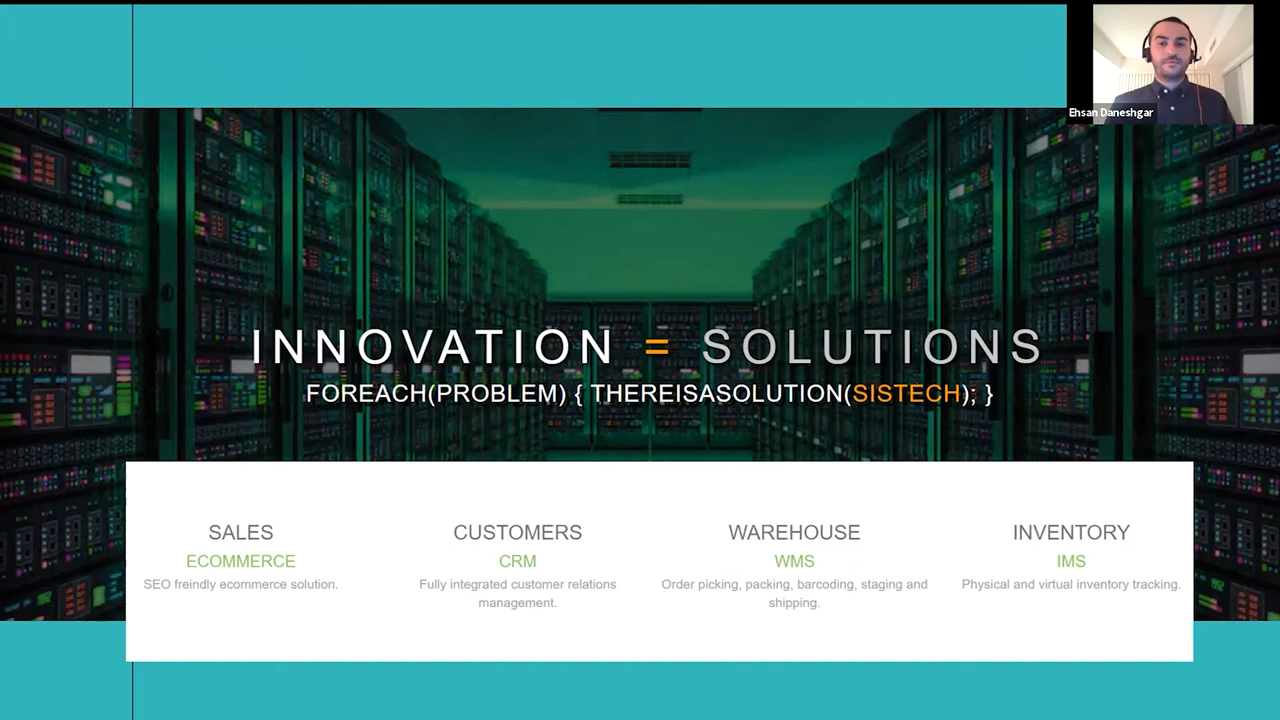 Ehsan Daneshgar
INNOVATION = SOLUTIONS
FOREACH(PROBLEM) { THEREISASOLUTION(SISTECH); }
SALES
ECOMMERCE
SEO freindly ecommerce solution.
CUSTOMERS
CRM
Fully integrated customer relations
management.
WAREHOUSE
WMS
Order picking, packing, barcoding, staging and
shipping.
INVENTORY
IMS
Physical and virtual inventory tracking.